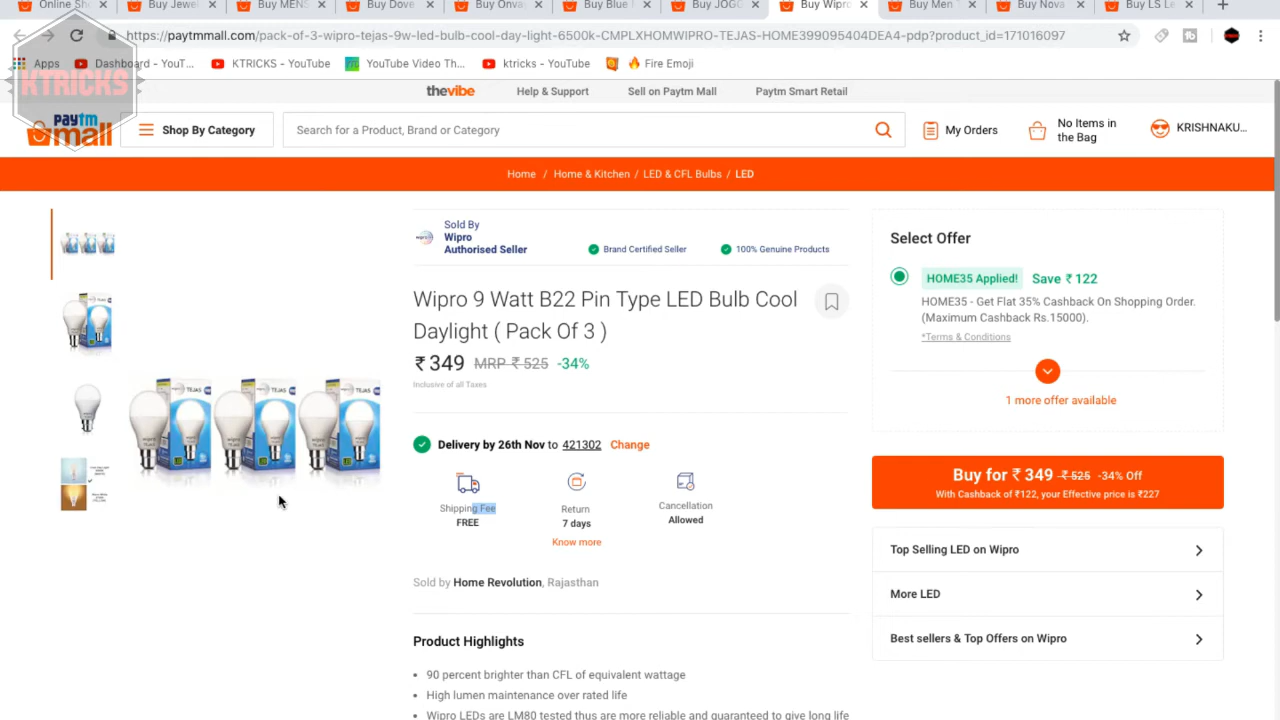 Online Sho
Buy Jewel
Buy MENS
Buy Dove
Buy Onva
Buy Blue
Buy JOGG
Buy Wipro
Buy Men
Buy Nova
Buy LS Le
https://paytmmall.com/pack-of-3-wipro-tejas-9w-led-bulb-cool-day-light-6500k-CMPLXHOMWIPRO-TEJAS-HOME399095404DEA4-pdp?product_id=171016097
Apps
Dashboard - YouT...
KTRICKS - YouTube
YouTube Video Th...
ktricks - YouTube
🔥 Fire Emoji
KTRICKS
thevibe
Help & Support
Sell on Paytm Mall
Paytm Smart Retail
paytm
mall
Shop By Category
Search for a Product, Brand or Category
My Orders
No Items in
the Bag
KRISHNAKU...
Home / Home & Kitchen / LED & CFL Bulbs / LED
wipro
Sold By
Wipro
Authorised Seller
Brand Certified Seller
100% Genuine Products
Wipro 9 Watt B22 Pin Type LED Bulb Cool
Daylight ( Pack Of 3 )
₹ 349 MRP ₹ 525 -34%
Inclusive of all Taxes
Delivery by 26th Nov to 421302 Change
Shipping Fee
FREE
Return
7 days
Know more
Cancellation
Allowed
Sold by Home Revolution, Rajasthan
Product Highlights
• 90 percent brighter than CFL of equivalent wattage
• High lumen maintenance over rated life
• Wipro LEDs are LM80 tested thus are more reliable and guaranteed to give long life
TEJAS
TEJAS
TEJAS
Select Offer
HOME35 Applied! Save ₹ 122
HOME35 - Get Flat 35% Cashback On Shopping Order.
(Maximum Cashback Rs.15000).
*Terms & Conditions
1 more offer available
Buy for ₹ 349 ₹ 525 -34% Off
With Cashback of ₹122, your Effective price is ₹227
Top Selling LED on Wipro
More LED
Best sellers & Top Offers on Wipro